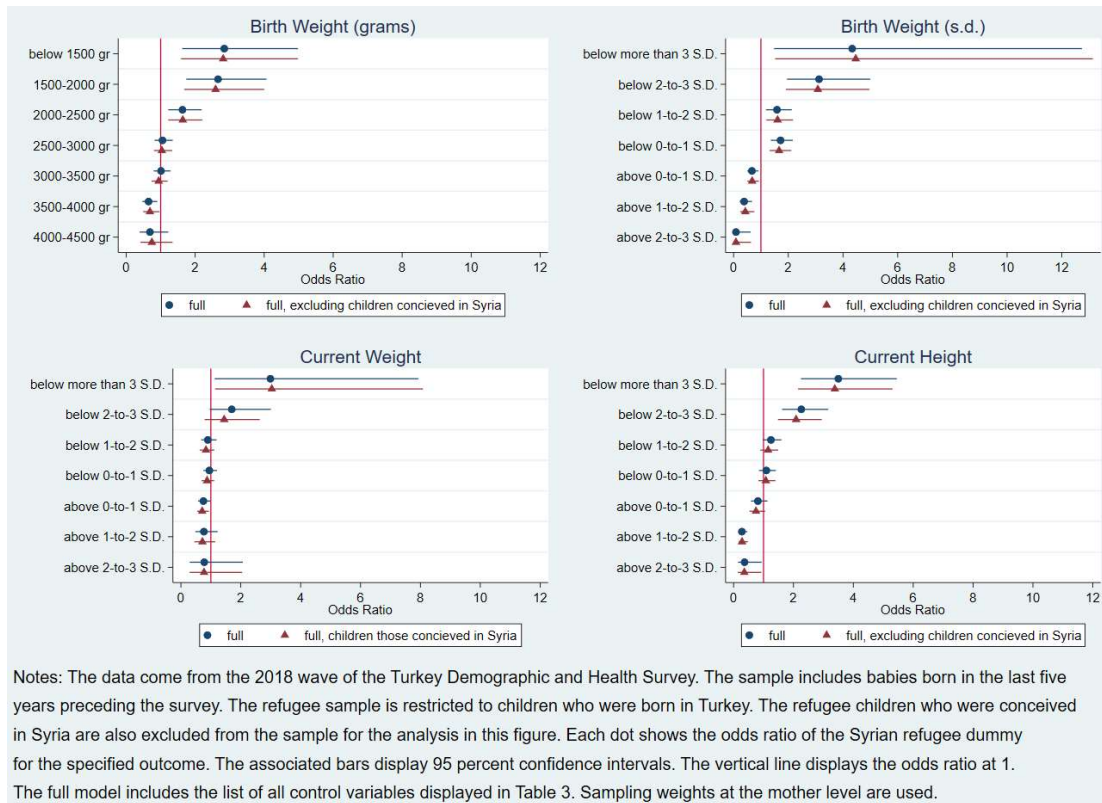 Birth Weight (grams)
below 1500 gr
1500-2000 gr
2000-2500 gr
2500-3000 gr
3000-3500 gr
3500-4000 gr
4000-4500 gr
0 2 4 6 8 10 12
Odds Ratio
full full, excluding children concieved in Syria
Birth Weight (s.d.)
below more than 3 S.D.
below 2-to-3 S.D.
below 1-to-2 S.D.
below 0-to-1 S.D.
above 0-to-1 S.D.
above 1-to-2 S.D.
above 2-to-3 S.D.
0 2 4 6 8 10 12
Odds Ratio
full full, excluding children concieved in Syria
Current Weight
below more than 3 S.D.
below 2-to-3 S.D.
below 1-to-2 S.D.
below 0-to-1 S.D.
above 0-to-1 S.D.
above 1-to-2 S.D.
above 2-to-3 S.D.
0 2 4 6 8 10 12
Odds Ratio
full full, children those concieved in Syria
Current Height
below more than 3 S.D.
below 2-to-3 S.D.
below 1-to-2 S.D.
below 0-to-1 S.D.
above 0-to-1 S.D.
above 1-to-2 S.D.
above 2-to-3 S.D.
0 2 4 6 8 10 12
Odds Ratio
full full, excluding children concieved in Syria
Notes: The data come from the 2018 wave of the Turkey Demographic and Health Survey. The sample includes babies born in the last five
years preceding the survey. The refugee sample is restricted to children who were born in Turkey. The refugee children who were conceived
in Syria are also excluded from the sample for the analysis in this figure. Each dot shows the odds ratio of the Syrian refugee dummy
for the specified outcome. The associated bars display 95 percent confidence intervals. The vertical line displays the odds ratio at 1.
The full model includes the list of all control variables displayed in Table 3. Sampling weights at the mother level are used.